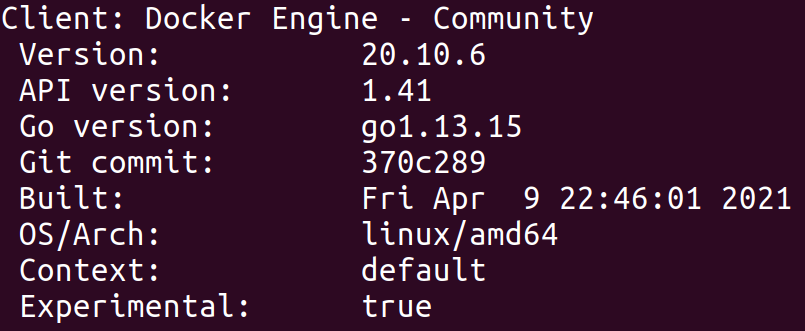 Client: Docker Engine - Community
 Version:           20.10.6
 API version:       1.41
 Go version:        go1.13.15
 Git commit:        370c289
 Built:             Fri Apr  9 22:46:01 2021
 OS/Arch:           linux/amd64
 Context:           default
 Experimental:      true